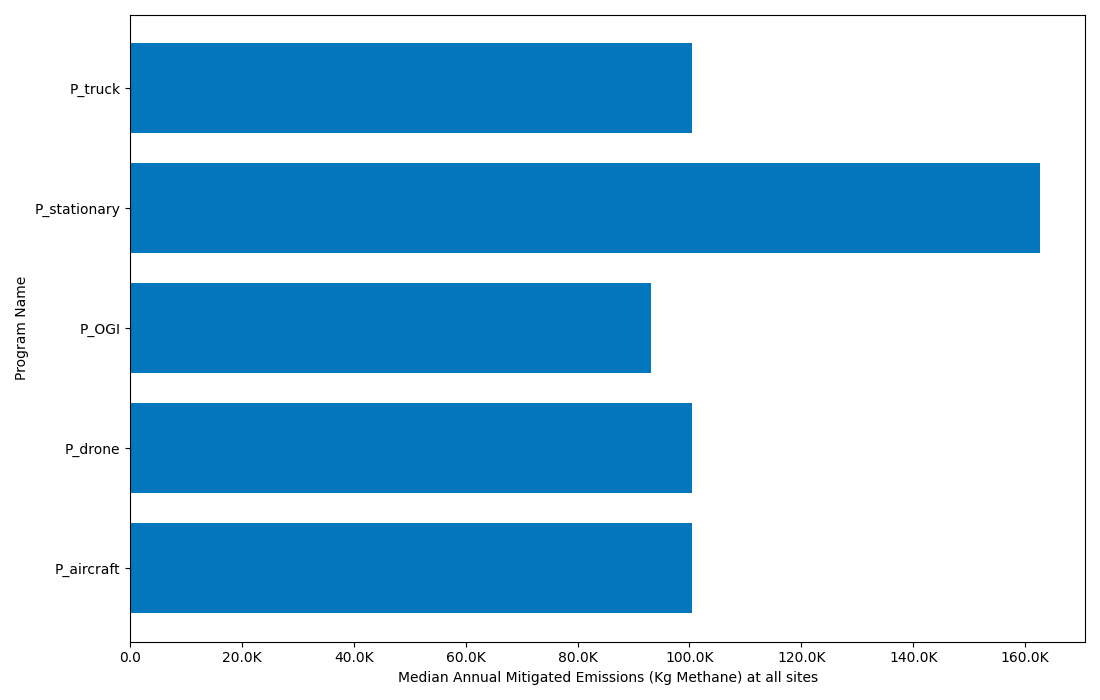 P_truck
P_stationary
P_OGI
P_drone
P_aircraft
Program Name
0.0 20.0K 40.0K 60.0K 80.0K 100.0K 120.0K 140.0K 160.0K
Median Annual Mitigated Emissions (Kg Methane) at all sites